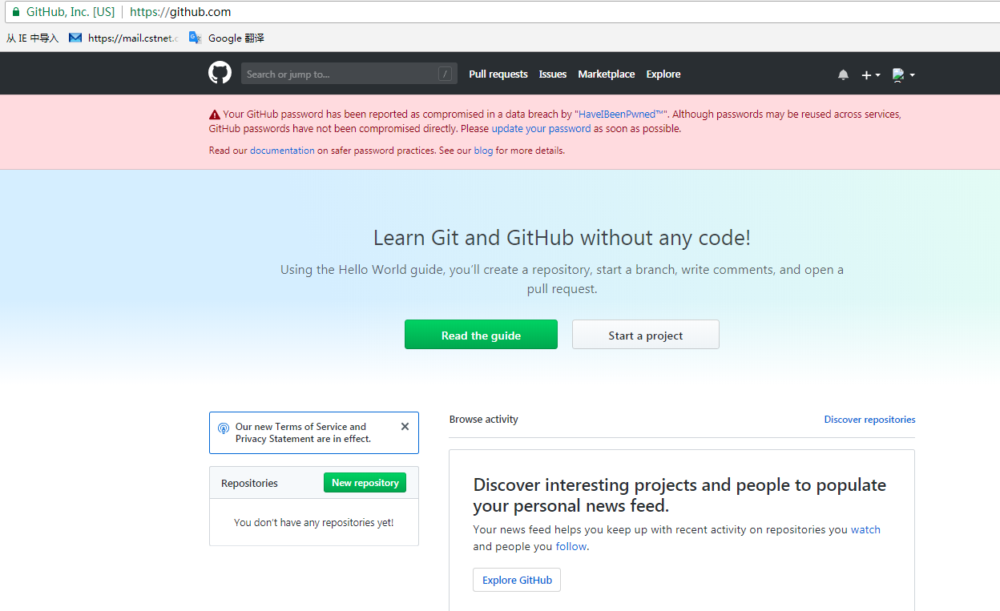 GitHub, Inc. [US] https://github.com
从 IE 中导入 https://mail.cstnet.c Google 翻译
Search or jump to... / Pull requests Issues Marketplace Explore
Your GitHub password has been reported as compromised in a data breach by "HaveIBeenPwned™". Although passwords may be reused across services,
GitHub passwords have not been compromised directly. Please update your password as soon as possible.
Read our documentation on safer password practices. See our blog for more details.
Learn Git and GitHub without any code!
Using the Hello World guide, you’ll create a repository, start a branch, write comments, and open a
pull request.
Read the guide Start a project
Our new Terms of Service and
Privacy Statement are in effect.
Repositories New repository
You don’t have any repositories yet!
Browse activity Discover repositories
Discover interesting projects and people to populate
your personal news feed.
Your news feed helps you keep up with recent activity on repositories you watch
and people you follow.
Explore GitHub